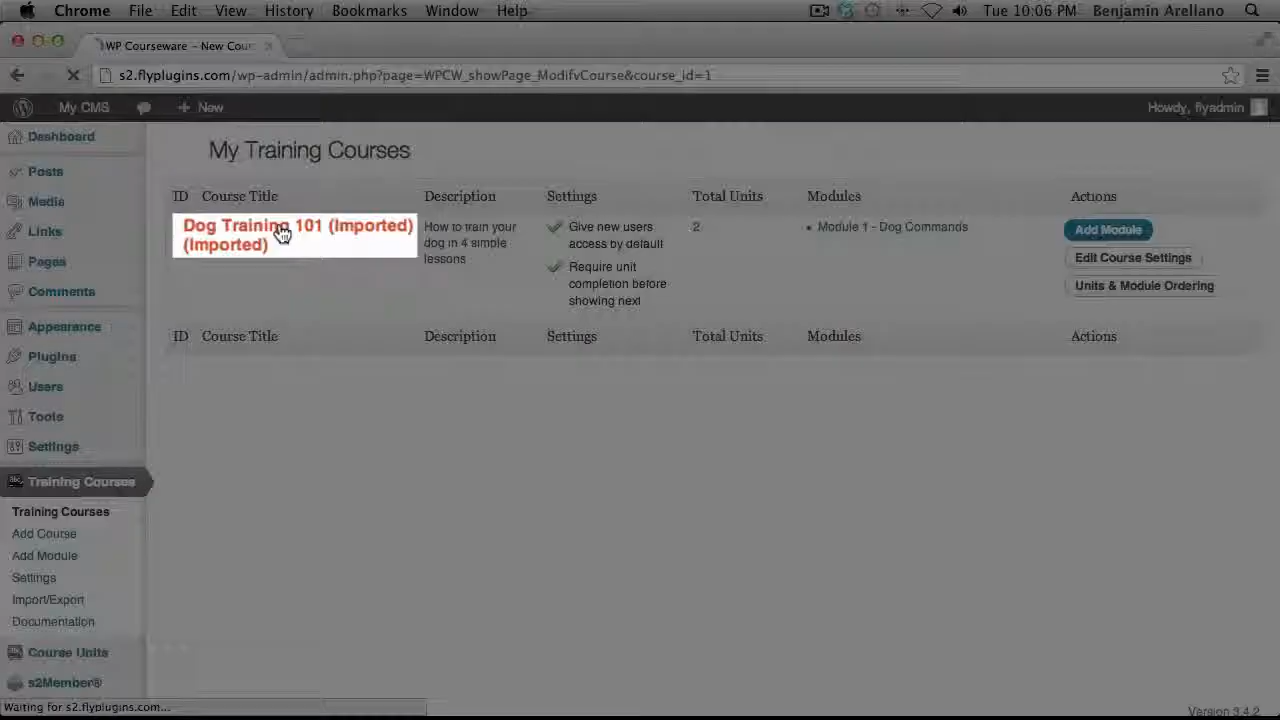 Chrome File Edit View History Bookmarks Window Help Tue 10:06 PM Benjamin Arellano
WP Courseware – New Cour
s2.flyplugins.com/wp-admin/admin.php?page=WPCW_showPage_ModifyCourse&course_id=1
My CMS New Howdy, flyadmin
Dashboard
Posts
Media
Links
Pages
Comments
Appearance
Plugins
Users
Tools
Settings
Training Courses
Training Courses
Add Course
Add Module
Settings
Import/Export
Documentation
Course Units
s2Member®
My Training Courses
ID Course Title Description Settings Total Units Modules Actions
Dog Training 101 (Imported)
(Imported)
How to train your
dog in 4 simple
lessons
Give new users
access by default
Require unit
completion before
showing next
2
• Module 1 - Dog Commands
Add Module
Edit Course Settings
Units & Module Ordering
ID Course Title Description Settings Total Units Modules Actions
Waiting for s2.flyplugins.com...
Version 3.4.2